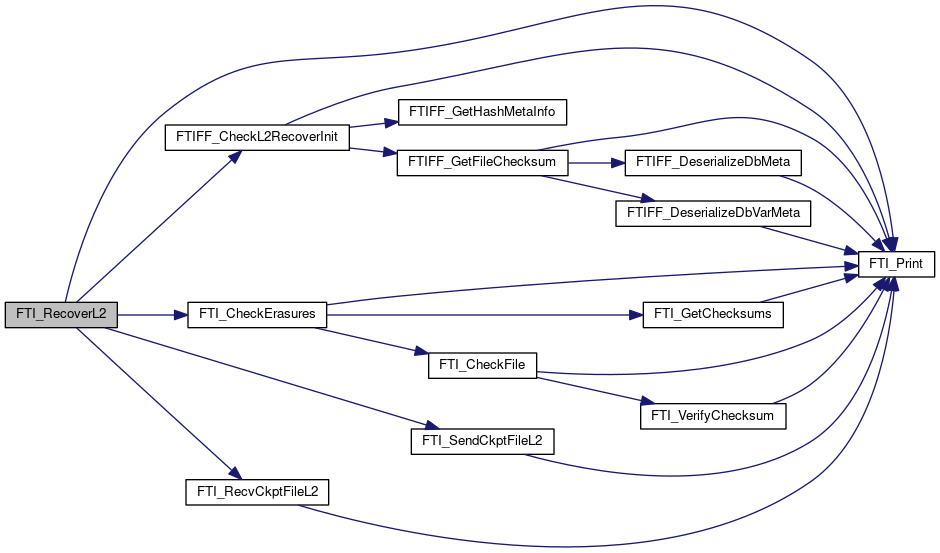 FTIFF_GetHashMetaInfo
FTIFF_CheckL2RecoverInit
FTIFF_GetFileChecksum
FTIFF_DeserializeDbMeta
FTIFF_DeserializeDbVarMeta
FTI_Print
FTI_RecoverL2
FTI_CheckErasures
FTI_GetChecksums
FTI_CheckFile
FTI_VerifyChecksum
FTI_SendCkptFileL2
FTI_RecvCkptFileL2